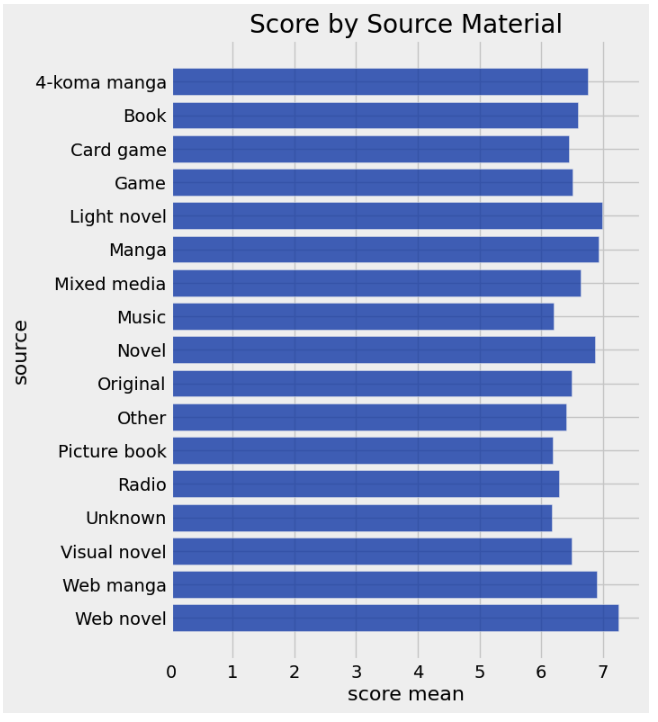 Score by Source Material
4-koma manga
Book
Card game
Game
Light novel
Manga
Mixed media
Music
Novel
Original
Other
Picture book
Radio
Unknown
Visual novel
Web manga
Web novel
source
0 1 2 3 4 5 6 7
score mean